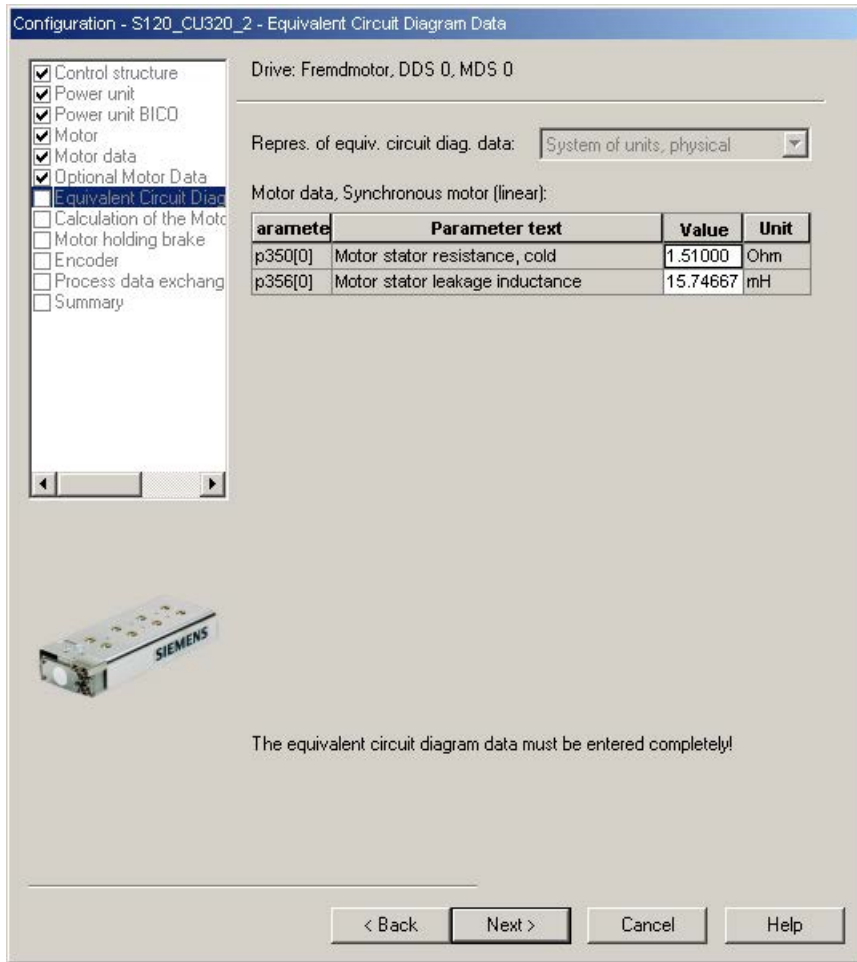 Configuration - S120_CU320_2 - Equivalent Circuit Diagram Data
Control structure
Power unit
Power unit BICO
Motor
Motor data
Optional Motor Data
Equivalent Circuit Diag
Calculation of the Moto
Motor holding brake
Encoder
Process data exchang
Summary
Drive: Fremdmotor, DDS 0, MDS 0
Repres. of equiv. circuit diag. data: System of units, physical
Motor data, Synchronous motor (linear):
aramete Parameter text Value Unit
p350[0] Motor stator resistance, cold 1.51000 Ohm
p356[0] Motor stator leakage inductance 15.74667 mH
SIEMENS
The equivalent circuit diagram data must be entered completely!
< Back Next > Cancel Help